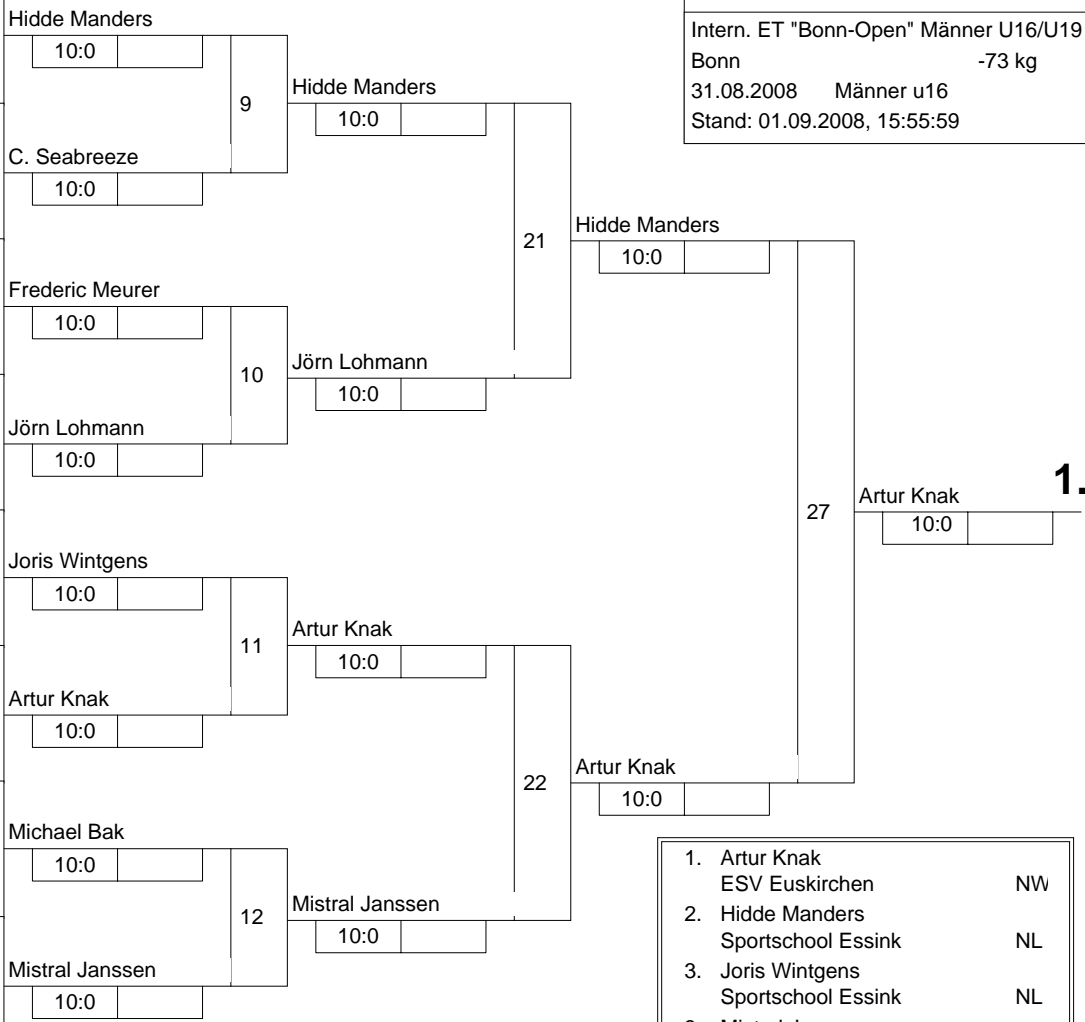 Hidde Manders
10:0
9
C. Seabreeze
10:0
Hidde Manders
10:0
Frederic Meurer
10:0
10
Jörn Lohmann
10:0
Jörn Lohmann
10:0
21
Hidde Manders
10:0
Joris Wintgens
10:0
11
Artur Knak
10:0
Artur Knak
10:0
Michael Bak
10:0
12
Mistral Janssen
10:0
Mistral Janssen
10:0
22
Artur Knak
10:0
27
Artur Knak
10:0
1.
Intern. ET "Bonn-Open" Männer U16/U19
Bonn -73 kg
31.08.2008 Männer u16
Stand: 01.09.2008, 15:55:59
1. Artur Knak
ESV Euskirchen NW
2. Hidde Manders
Sportschool Essink NL
3. Joris Wintgens
Sportschool Essink NL